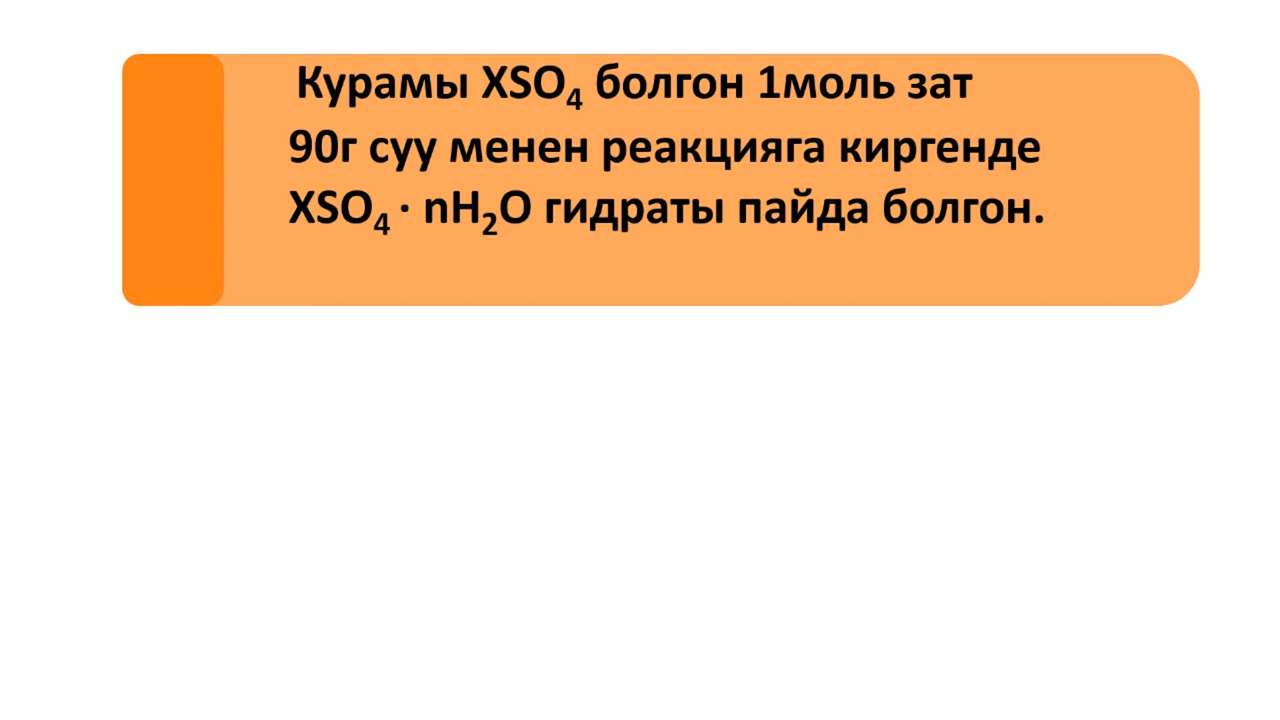 Курамы XSO₄ болгон 1моль зат
90г суу менен реакцияга киргенде
XSO₄ · nH₂O гидраты пайда болгон.